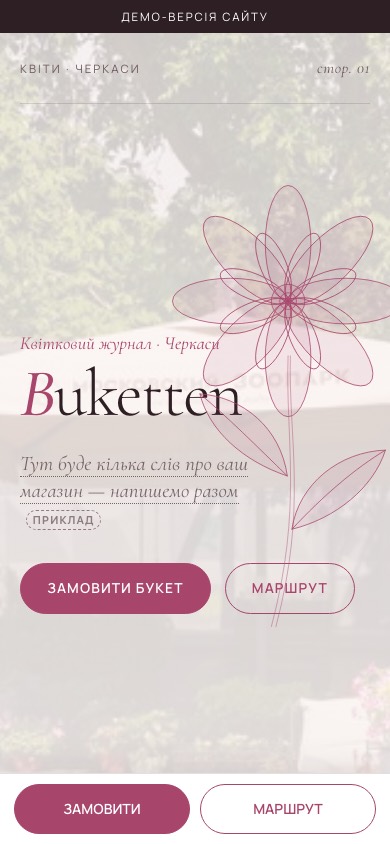 ДЕМО-ВЕРСІЯ САЙТУ
КВІТИ · ЧЕРКАСИ
стор. 01
Квітковий журнал · Черкаси
Buketten
ЗООПАРК
Тут буде кілька слів про ваш
магазин — напишемо разом
ПРИКЛАД
ЗАМОВИТИ БУКЕТ
МАРШРУТ
ЗАМОВИТИ
МАРШРУТ